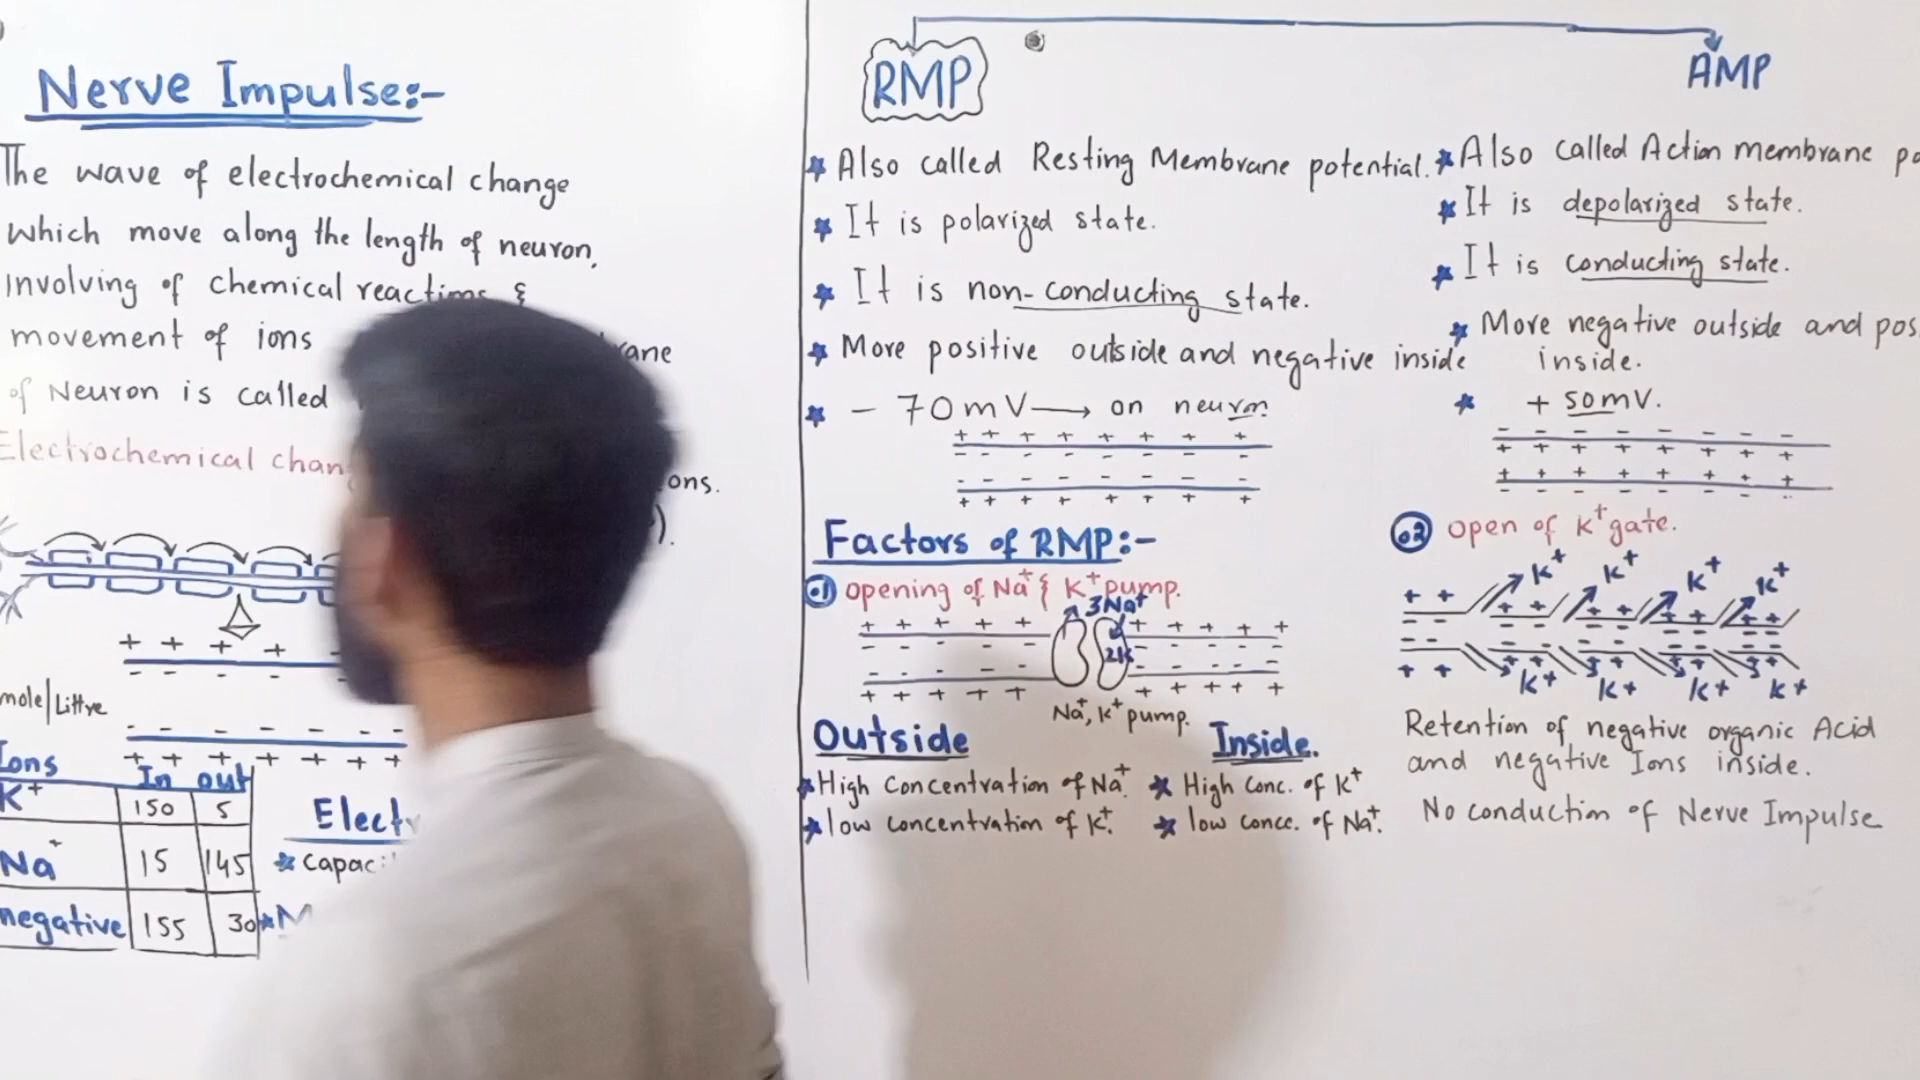 Nerve Impulse:-
The wave of electrochemical change
Which move along the length of neuron,
Involving of chemical reactions &
movement of ions
of Neuron is called
Electrochemical chan
ons.
).
+ + + +
- - - -
mole/Littre
- - - - -
+ + + + + +
Ions In out
K+ 150 5
Na+ 15 145
negative 155 30
Elect
* capaci
* M
RMP
* Also called Resting Membrane potential.
* It is polarized state.
* It is non-conducting state.
* More positive outside and negative inside
* - 70mV → on neuron
+ + + + + + + +
- - - - - - -
- - - - - - -
+ + + + + + + +
Factors of RMP:-
01 opening of Na+ & K+ pump.
3Na+
+ + + + + + + + + +
2K
+ + + + + + + + + +
Na+, K+ pump.
Outside
* High Concentration of Na+
* low concentration of K+.
Inside.
* High Conc. of K+
* low concc. of Na+.
AMP
* Also called Action membrane po
* It is depolarized state.
* It is conducting state.
* More negative outside and pos
inside.
* + 50mV.
- - - - - - - -
+ + + + + + + +
+ + + + + + + +
02 open of K+ gate.
K+ K+ K+ K+
K+ K+ K+ K+
Retention of negative organic Acid
and negative Ions inside.
No conduction of Nerve Impulse